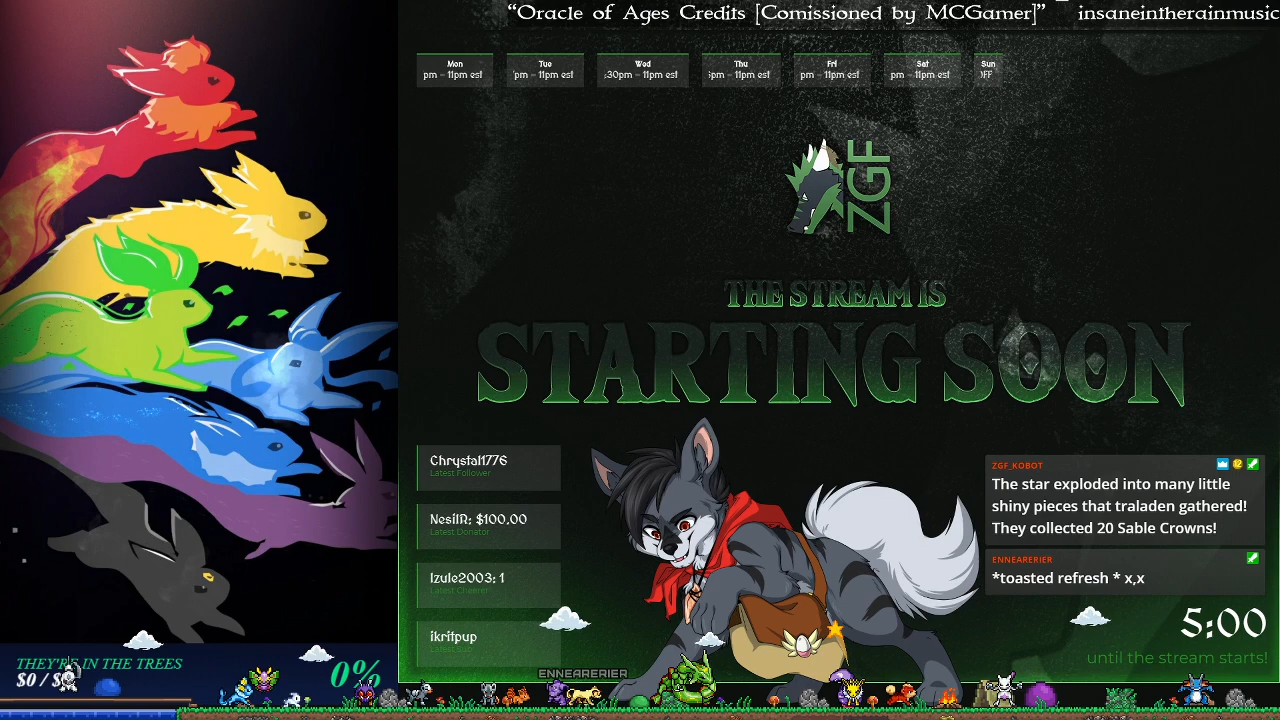 “Oracle of Ages Credits [Comissioned by MCGamer]” ~ insaneintherainmusic
Mon
pm - 11pm est
Tue
pm - 11pm est
Wed
:30pm - 11pm est
Thu
pm - 11pm est
Fri
pm - 11pm est
Sat
pm - 11pm est
Sun
ZGF
THE STREAM IS
STARTING SOON
Chrystal1776
Latest Follower
NesilR: $100.00
Latest Donator
Izule2003: 1
Latest Cheerer
ikritpup
Latest Sub
ZGF_KOBOT
The star exploded into many little
shiny pieces that traladen gathered!
They collected 20 Sable Crowns!
ENNEARERIER
*toasted refresh * x,x
5:00
until the stream starts!
THEY'RE IN THE TREES
$0 /
0%
ENNEARERIER